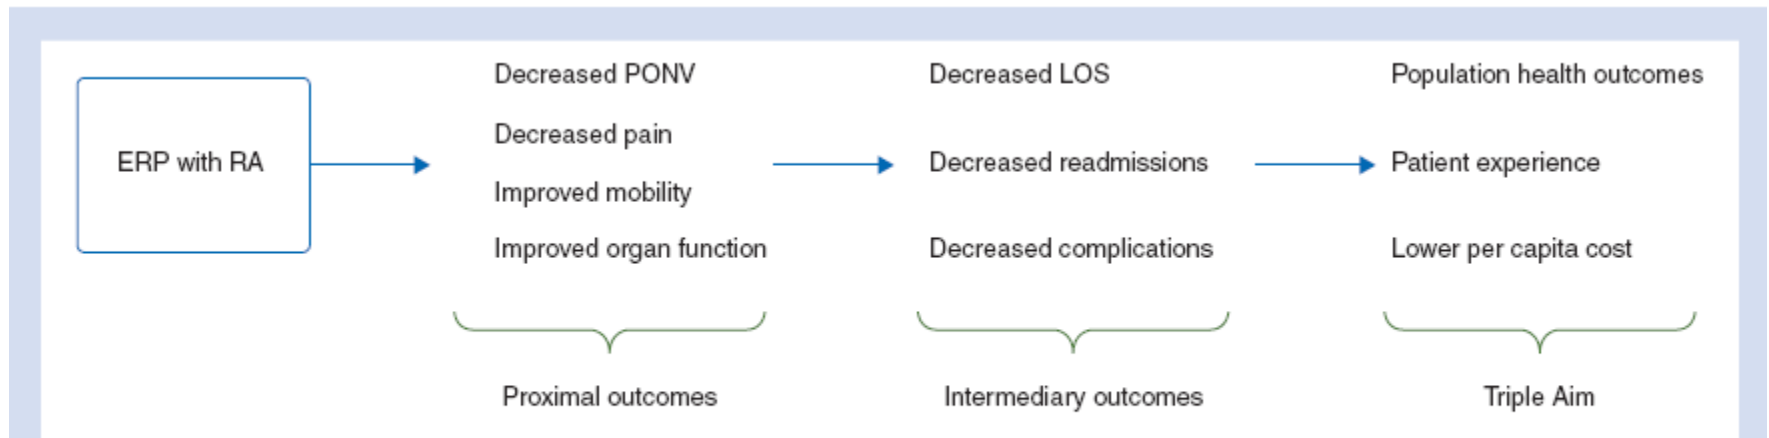 ERP with RA
Decreased PONV
Decreased pain
Improved mobility
Improved organ function
Proximal outcomes
Decreased LOS
Decreased readmissions
Decreased complications
Intermediary outcomes
Population health outcomes
Patient experience
Lower per capita cost
Triple Aim